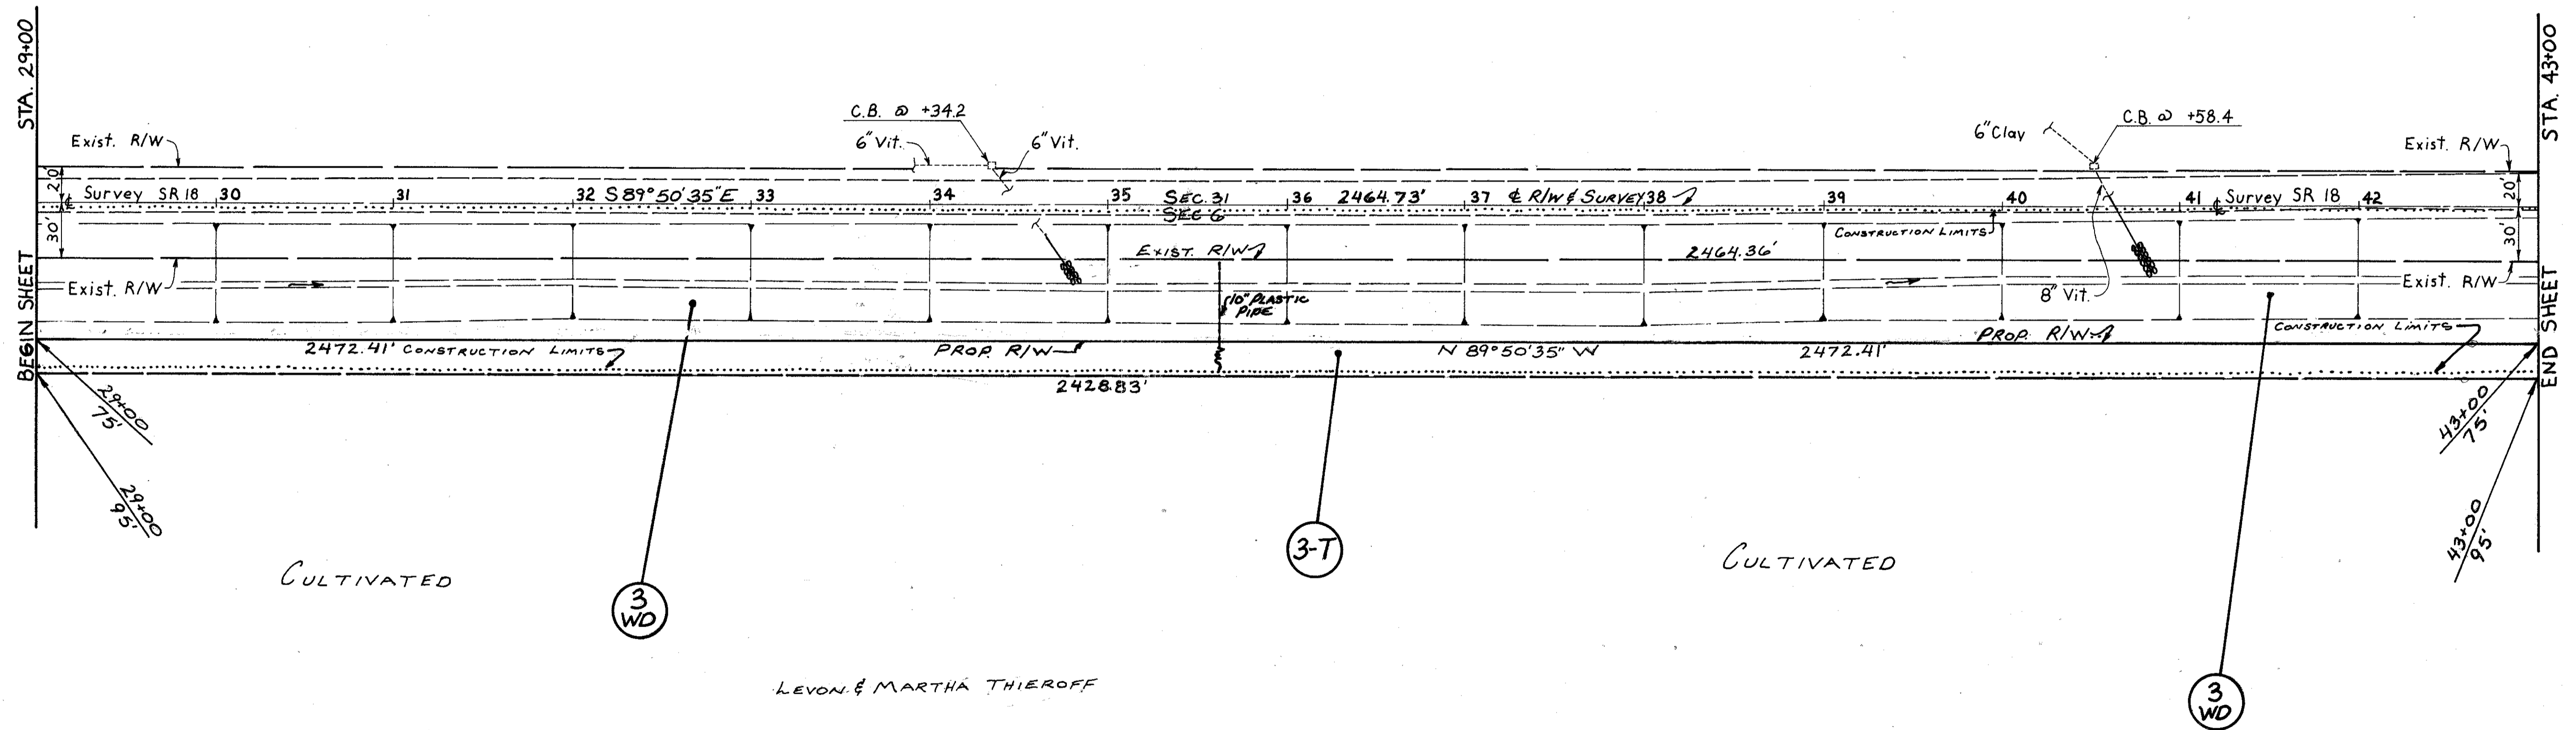 STA. 29+00
BEGIN SHEET
STA. 43+00
END SHEET
C.B. @ +34.2
6" Vit.
6" Vit.
6" Clay
C.B. @ +58.4
Exist. R/W
Exist. R/W
20'
20'
℄ Survey SR 18
30
31
32
S 89° 50' 35" E
33
34
35
SEC. 31
SEC 6
36
2464.73'
37
℄ R/W & SURVEY
38
39
40
41
℄ Survey SR 18
42
30'
30'
CONSTRUCTION LIMITS
EXIST. R/W
2464.36'
Exist. R/W
Exist. R/W
10" PLASTIC
PIPE
8" Vit.
CONSTRUCTION LIMITS
PROP. R/W
2472.41' CONSTRUCTION LIMITS
PROP. R/W
N 89° 50' 35" W
2472.41'
2428.83'
29+00
75'
29+00
95'
43+00
75'
43+00
95'
CULTIVATED
CULTIVATED
3-T
3
WD
3
WD
LEVON & MARTHA THIEROFF